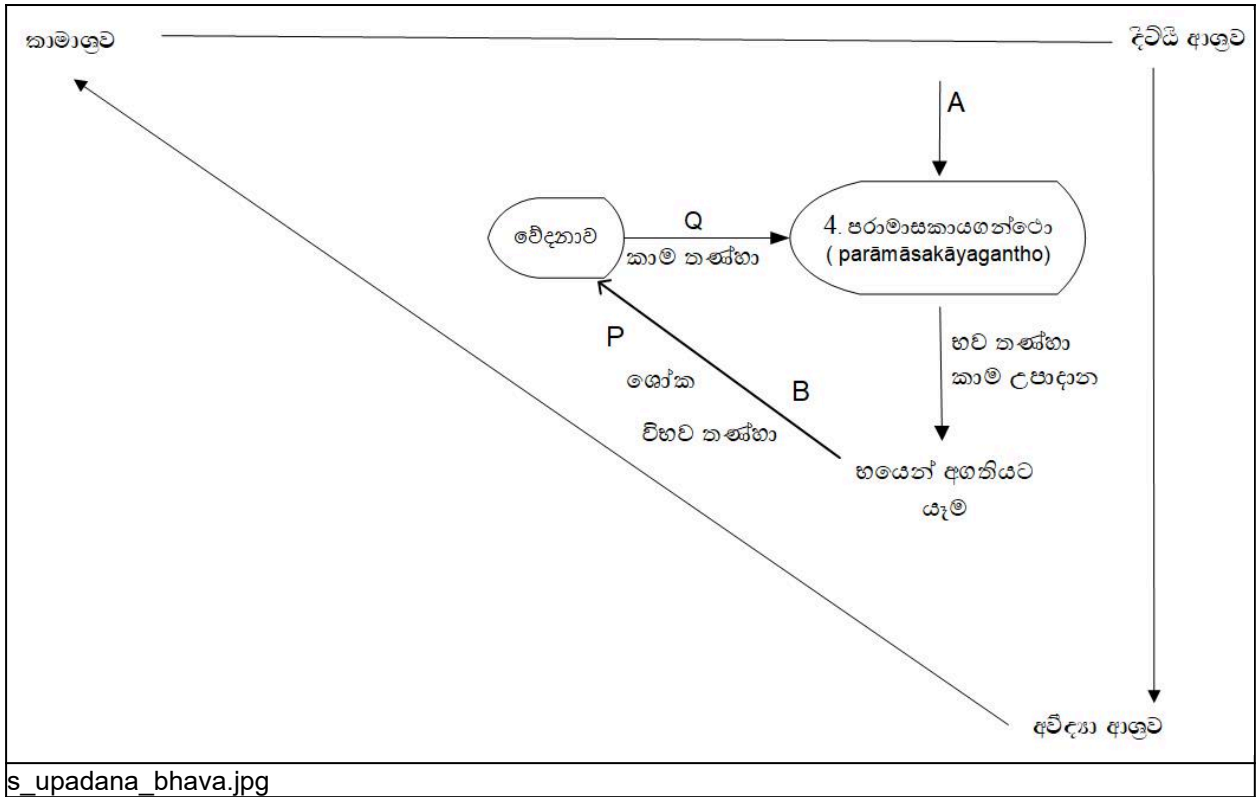 කාමාශ්‍රව
දිට්ඨි ආශ්‍රව
A
වේදනාව
Q
කාම තණ්හා
4. පරාමාසකායගන්ථො
( parāmāsakāyagantho)
භව තණ්හා
කාම උපාදාන
P
ශෝක
B
විභව තණ්හා
භයෙන් අගතියට
යෑම
අවිද්‍යා ආශ්‍රව
s_upadana_bhava.jpg